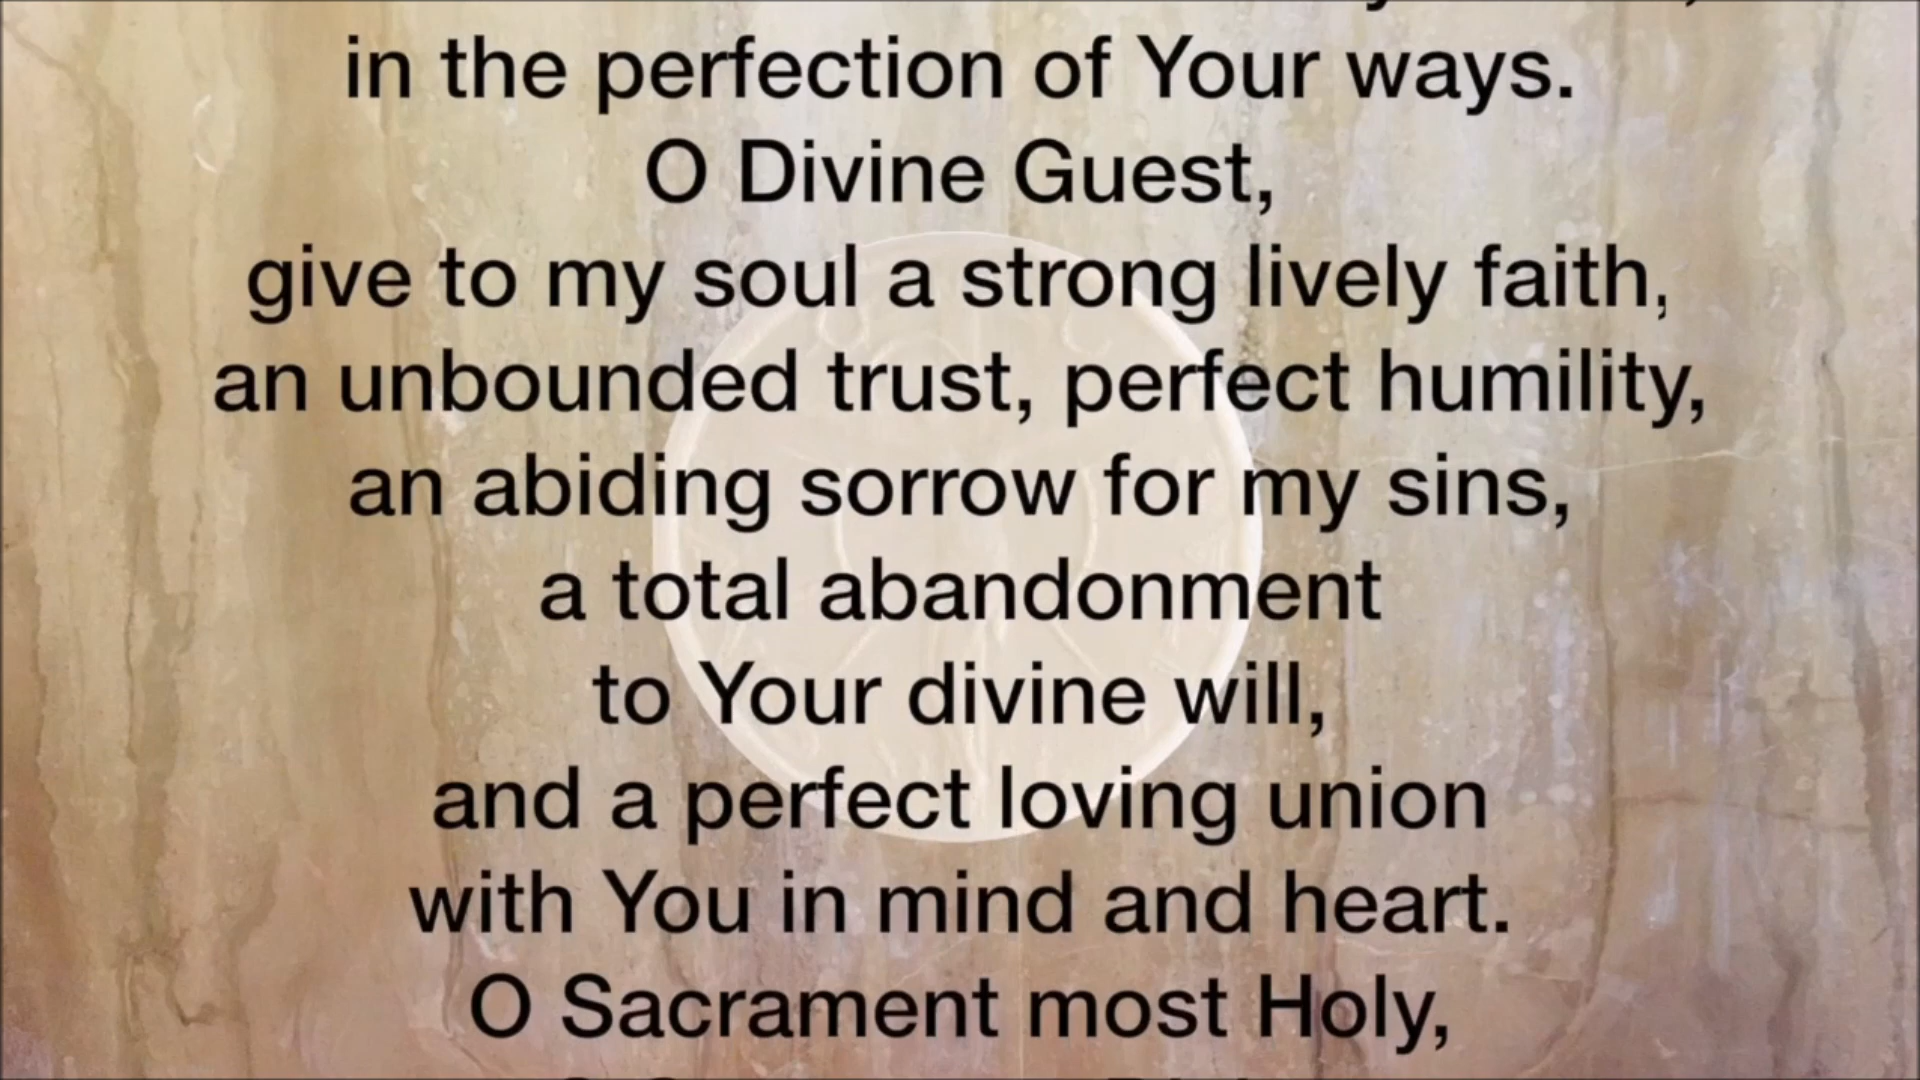 in the perfection of Your ways.
O Divine Guest,
give to my soul a strong lively faith,
an unbounded trust, perfect humility,
an abiding sorrow for my sins,
a total abandonment
to Your divine will,
and a perfect loving union
with You in mind and heart.
O Sacrament most Holy,